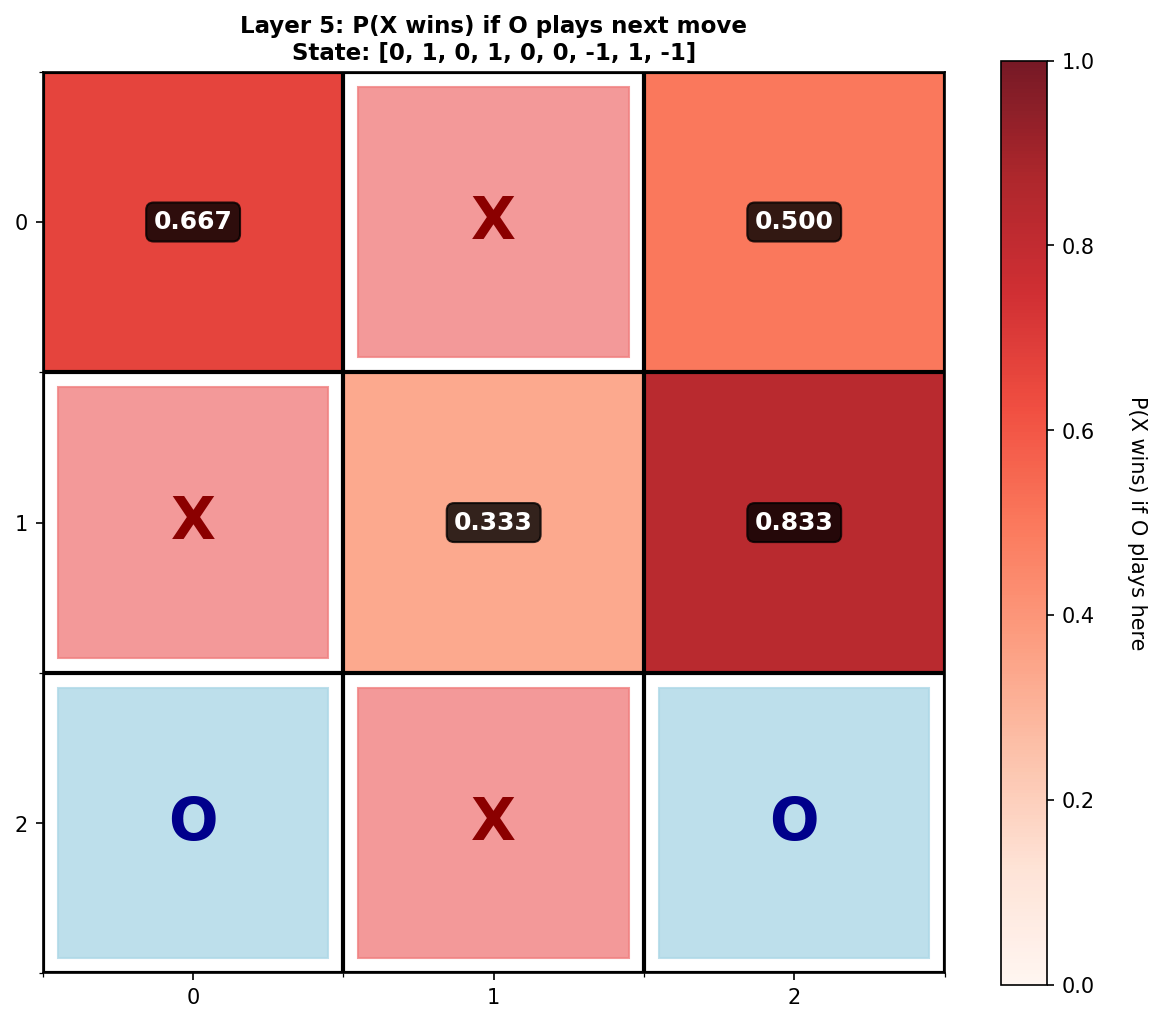 Layer 5: P(X wins) if O plays next move
State: [0, 1, 0, 1, 0, 0, -1, 1, -1]
0.667
X
0.500
X
0.333
0.833
O
X
O
0
1
2
0
1
2
1.0
0.8
0.6
0.4
0.2
0.0
P(X wins) if O plays here